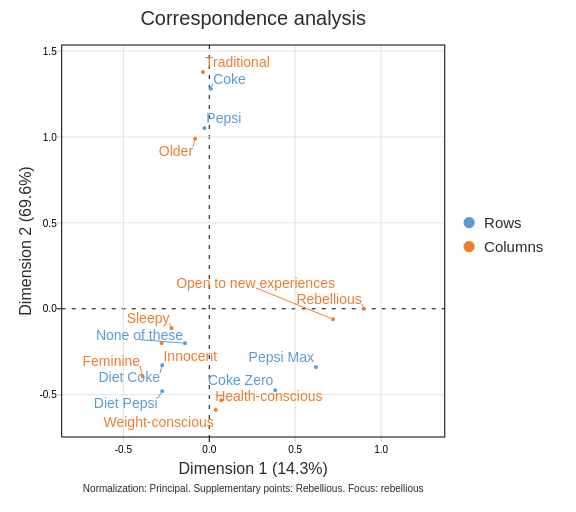 Correspondence analysis
1.5
Traditional
Coke
Pepsi
1.0
Older
0.5
Rows
Columns
Dimension 2 (69.6%)
Open to new experiences
Rebellious
0.0
Sleepy
None of these
Innocent
Feminine
Pepsi Max
Diet Coke
Coke Zero
-0.5
Health-conscious
Diet Pepsi
Weight-conscious
-0.5 0.0 0.5 1.0
Dimension 1 (14.3%)
Normalization: Principal. Supplementary points: Rebellious. Focus: rebellious